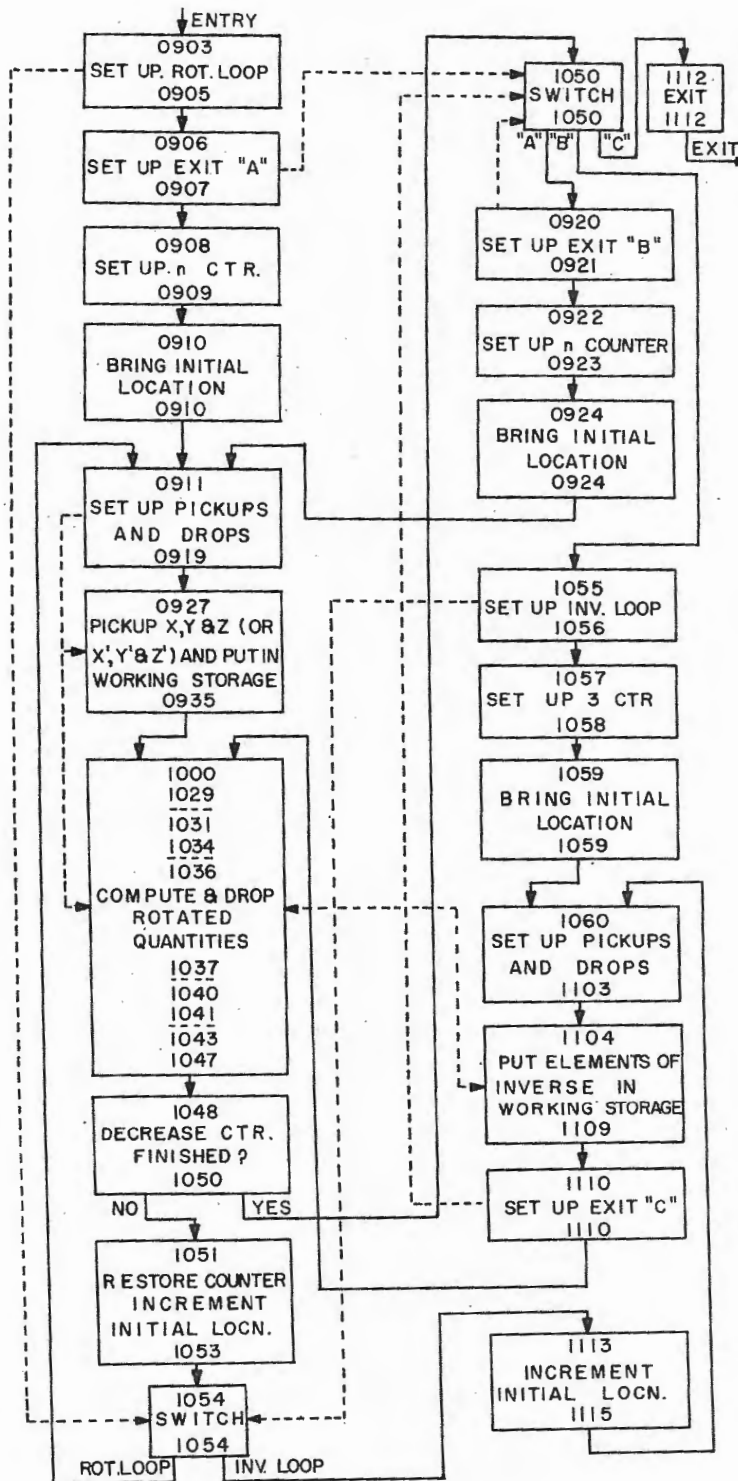 ENTRY
0903
SET UP. ROT. LOOP
0905
0906
SET UP EXIT "A"
0907
0908
SET UP. n CTR.
0909
0910
BRING INITIAL
LOCATION
0910
0911
SET UP PICKUPS
AND DROPS
0919
0927
PICKUP X,Y & Z (OR
X',Y' & Z') AND PUT IN
WORKING STORAGE
0935
1000
1029
1031
1034
1036
COMPUTE & DROP
ROTATED
QUANTITIES
1037
1040
1041
1043
1047
1048
DECREASE CTR.
FINISHED?
1050
NO YES
1051
RESTORE COUNTER
INCREMENT
INITIAL LOCN.
1053
1054
SWITCH
1054
ROT. LOOP INV. LOOP
1050
SWITCH
1050
"A" "B" "C"
1112
EXIT
1112
EXIT
0920
SET UP EXIT "B"
0921
0922
SET UP n COUNTER
0923
0924
BRING INITIAL
LOCATION
0924
1055
SET UP INV. LOOP
1056
1057
SET UP 3 CTR
1058
1059
BRING INITIAL
LOCATION
1059
1060
SET UP PICKUPS
AND DROPS
1103
1104
PUT ELEMENTS OF
INVERSE IN
WORKING STORAGE
1109
1110
SET UP EXIT "C"
1110
1113
INCREMENT
INITIAL LOCN.
1115